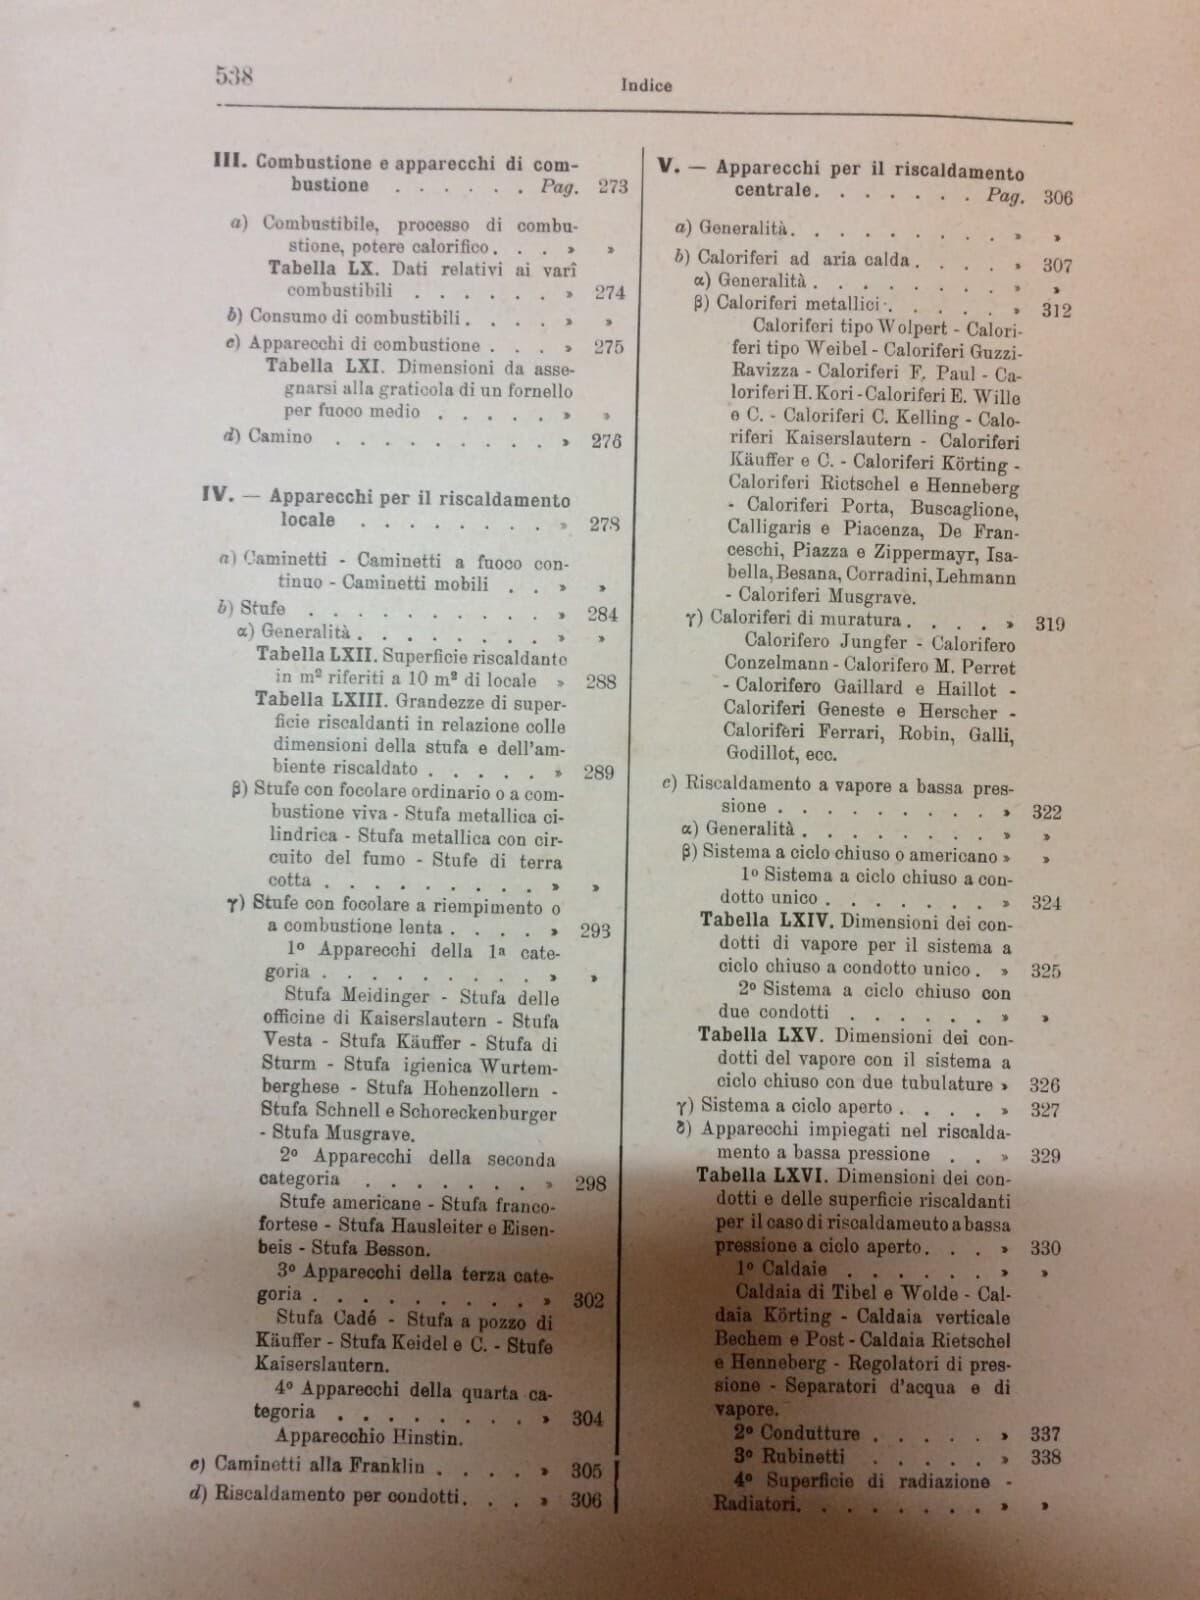 538
Indice
III. Combustione e apparecchi di com-
bustione . . . . . . Pag. 273
a) Combustibile, processo di combu-
stione, potere calorifico . . . » »
Tabella LX. Dati relativi ai varî
combustibili . . . . . . » 274
b) Consumo di combustibili . . . . » »
c) Apparecchi di combustione . . . » 275
Tabella LXI. Dimensioni da asse-
gnarsi alla graticola di un fornello
per fuoco medio . . . . . » »
d) Camino . . . . . . . . . » 276
IV. — Apparecchi per il riscaldamento
locale . . . . . . . . » 278
a) Caminetti - Caminetti a fuoco con-
tinuo - Caminetti mobili . . » »
b) Stufe . . . . . . . . . . » 284
α) Generalità . . . . . . . . » »
Tabella LXII. Superficie riscaldante
in m² riferiti a 10 m² di locale » 288
Tabella LXIII. Grandezze di super-
ficie riscaldanti in relazione colle
dimensioni della stufa e dell'am-
biente riscaldato . . . . . » 289
β) Stufe con focolare ordinario o a com-
bustione viva - Stufa metallica ci-
lindrica - Stufa metallica con cir-
cuito del fumo - Stufe di terra
cotta . . . . . . . . . » »
γ) Stufe con focolare a riempimento o
a combustione lenta . . . . » 293
1º Apparecchi della 1ª cate-
goria . . . . . . . . . » »
Stufa Meidinger - Stufa delle
officine di Kaiserslautern - Stufa
Vesta - Stufa Käuffer - Stufa di
Sturm - Stufa igienica Wurtem-
berghese - Stufa Hohenzollern -
Stufa Schnell e Schoreckenburger
- Stufa Musgrave.
2º Apparecchi della seconda
categoria . . . . . . . . » 298
Stufe americane - Stufa franco-
fortese - Stufa Hausleiter e Eisen-
beis - Stufa Besson.
3º Apparecchi della terza cate-
goria . . . . . . . . . . » 302
Stufa Cadé - Stufa a pozzo di
Käuffer - Stufa Keidel e C. - Stufe
Kaiserslautern.
4º Apparecchi della quarta ca-
tegoria . . . . . . . . . » 304
Apparecchio Hinstin.
c) Caminetti alla Franklin . . . . » 305
d) Riscaldamento per condotti . . . » 306
V. — Apparecchi per il riscaldamento
centrale . . . . . . . Pag. 306
a) Generalità . . . . . . . . . » »
b) Caloriferi ad aria calda . . . . » 307
α) Generalità . . . . . . . . . » »
β) Caloriferi metallici . . . . . . » 312
Caloriferi tipo Wolpert - Calori-
feri tipo Weibel - Caloriferi Guzzi-
Ravizza - Caloriferi F. Paul - Ca-
loriferi H. Kori - Caloriferi E. Wille
e C. - Caloriferi C. Kelling - Calo-
riferi Kaiserslautern - Caloriferi
Käuffer e C. - Caloriferi Körting -
Caloriferi Rietschel e Henneberg
- Caloriferi Porta, Buscaglione,
Calligaris e Piacenza, De Fran-
ceschi, Piazza e Zippermayr, Isa-
bella, Besana, Corradini, Lehmann
- Caloriferi Musgrave.
γ) Caloriferi di muratura . . . . » 319
Calorifero Jungfer - Calorifero
Conzelmann - Calorifero M. Perret
- Calorifero Gaillard e Haillot -
Caloriferi Geneste e Herscher -
Caloriferi Ferrari, Robin, Galli,
Godillot, ecc.
c) Riscaldamento a vapore a bassa pres-
sione . . . . . . . . . » 322
α) Generalità . . . . . . . . . » »
β) Sistema a ciclo chiuso o americano » »
1º Sistema a ciclo chiuso a con-
dotto unico . . . . . . . . » 324
Tabella LXIV. Dimensioni dei con-
dotti di vapore per il sistema a
ciclo chiuso a condotto unico . » 325
2º Sistema a ciclo chiuso con
due condotti . . . . . . » »
Tabella LXV. Dimensioni dei con-
dotti del vapore con il sistema a
ciclo chiuso con due tubulature » 326
γ) Sistema a ciclo aperto . . . . » 327
δ) Apparecchi impiegati nel riscalda-
mento a bassa pressione . . » 329
Tabella LXVI. Dimensioni dei con-
dotti e delle superficie riscaldanti
per il caso di riscaldameuto a bassa
pressione a ciclo aperto . . . » 330
1º Caldaie . . . . . . . » »
Caldaia di Tibel e Wolde - Cal-
daia Körting - Caldaia verticale
Bechem e Post - Caldaia Rietschel
e Henneberg - Regolatori di pres-
sione - Separatori d'acqua e di
vapore.
2º Condutture . . . . . . » 337
3º Rubinetti . . . . . . » 338
4º Superficie di radiazione -
Radiatori . . . . . . . . » »